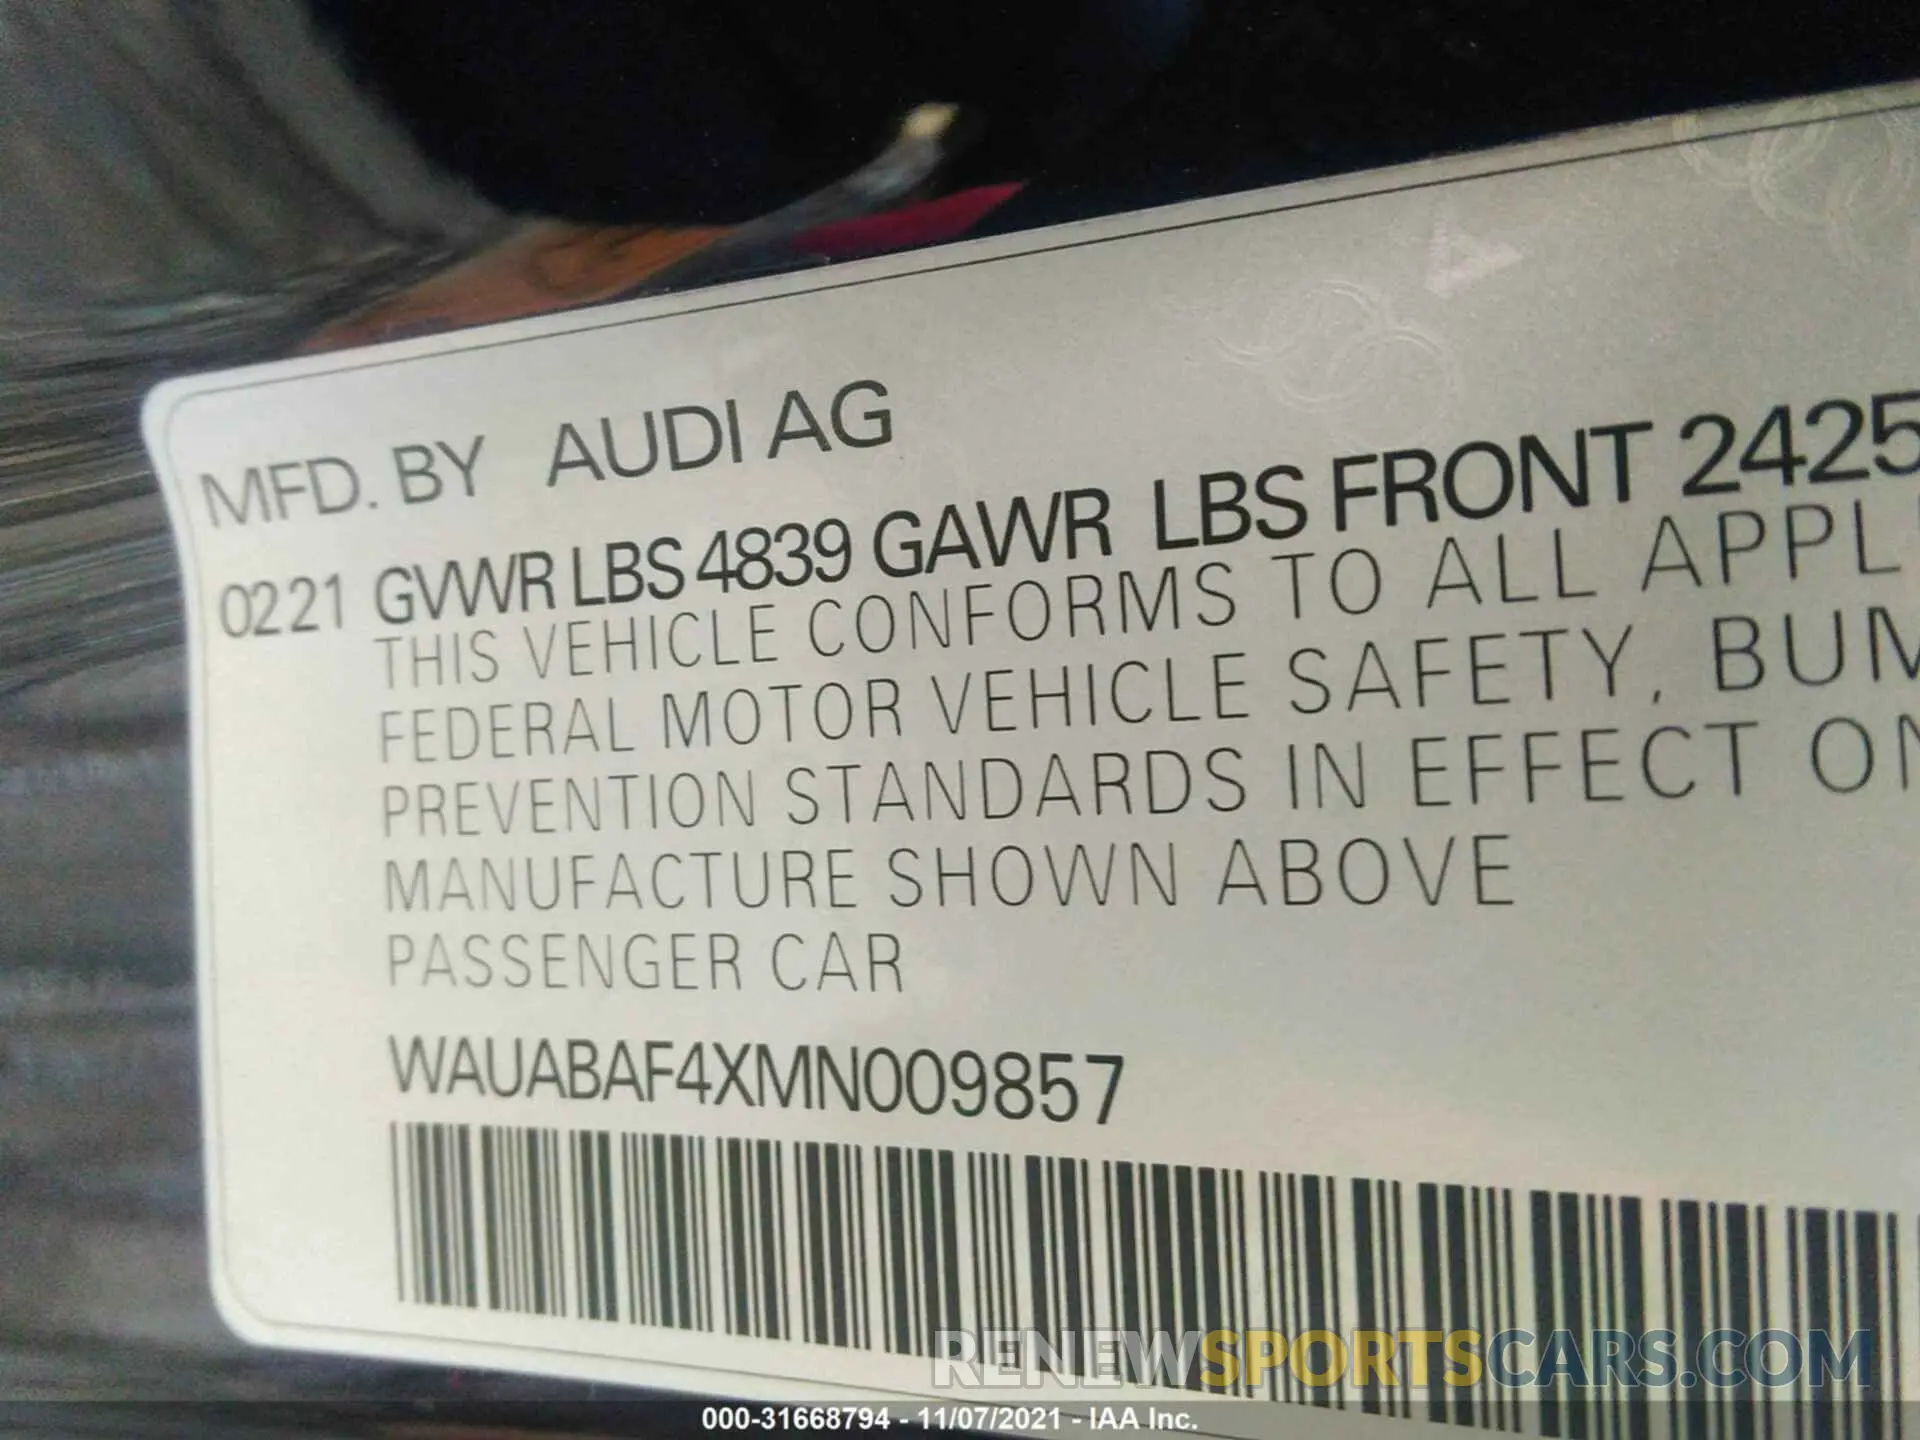 MFD. BY AUDI AG
0221 GVWR LBS 4839 GAWR LBS FRONT 2425
THIS VEHICLE CONFORMS TO ALL APPL
FEDERAL MOTOR VEHICLE SAFETY, BUM
PREVENTION STANDARDS IN EFFECT ON
MANUFACTURE SHOWN ABOVE
PASSENGER CAR
WAUABAF4XMN009857
RENEWSPORTSCARS.COM
000-31668794 - 11/07/2021 - IAA Inc.